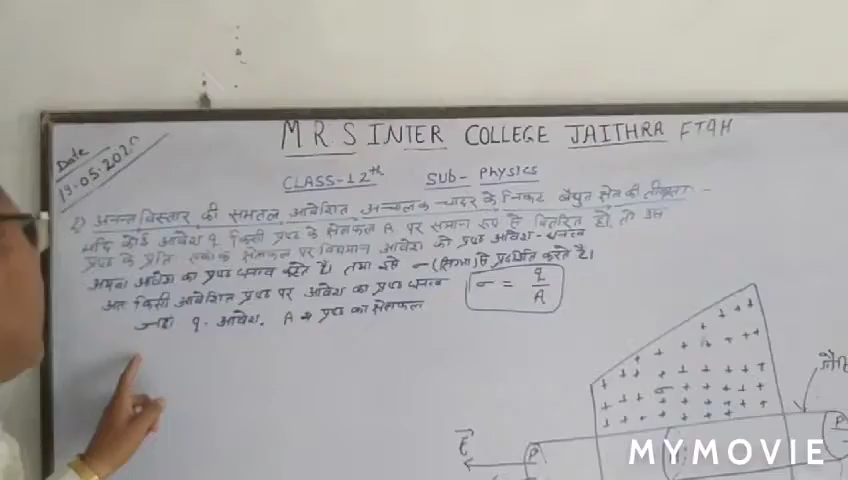 M.R.S INTER COLLEGE JAITHRA ETAH
Date
19.05.202
CLASS-12th SUB- Physics
2) अनन्त विस्तार की समतल आवेशित अचालक चादर के निकट वैद्युत क्षेत्र की तीव्रता -
यदि कोई आवेश q किसी पृष्ठ के क्षेत्रफल A पर समान रूप से वितरित हो, तो उस
पृष्ठ के प्रति एकांक क्षेत्रफल पर विद्यमान आवेश को पृष्ठ आवेश-घनत्व
अथवा आवेश का पृष्ठ घनत्व कहते है। तथा इसे σ (सिग्मा) से प्रदर्शित करते है।
अतः किसी आवेशित पृष्ठ पर आवेश का पृष्ठ घनत्व
σ = q/A
जहां q - आवेश. A → पृष्ठ का क्षेत्रफल
+ + +
+ + + + + +
+ + + + + + + +
+ + + σ + + + + +
+ + + + + + + +
E
P
P
MYMOVIE